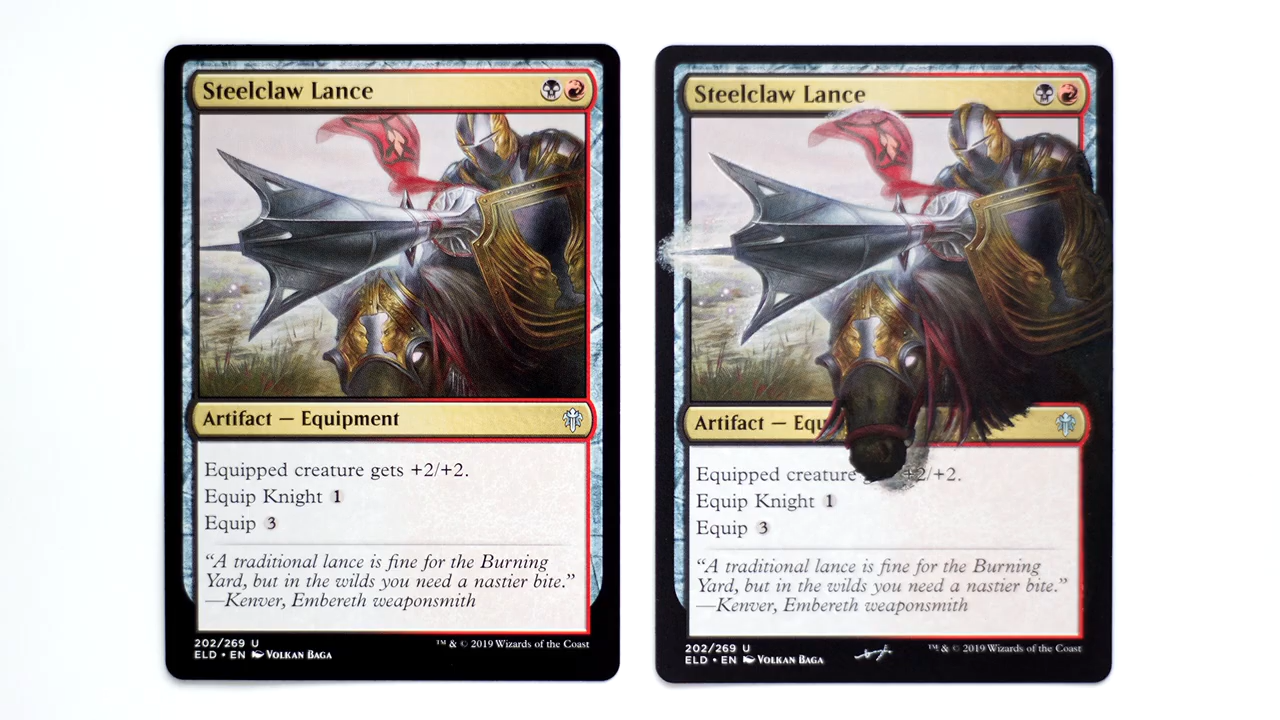 Steelclaw Lance
Artifact — Equipment
Equipped creature gets +2/+2.
Equip Knight 1
Equip 3
“A traditional lance is fine for the Burning
Yard, but in the wilds you need a nastier bite.”
—Kenver, Embereth weaponsmith
202/269 U
ELD • EN VOLKAN BAGA
™ & © 2019 Wizards of the Coast
Steelclaw Lance
Artifact — Equ
Equipped creature g +2/+2.
Equip Knight 1
Equip 3
“A traditional lance is fine for the Burning
Yard, but in the wilds you need a nastier bite.”
—Kenver, Embereth weaponsmith
202/269 U
ELD • EN VOLKAN BAGA
™ & © 2019 Wizards of the Coast